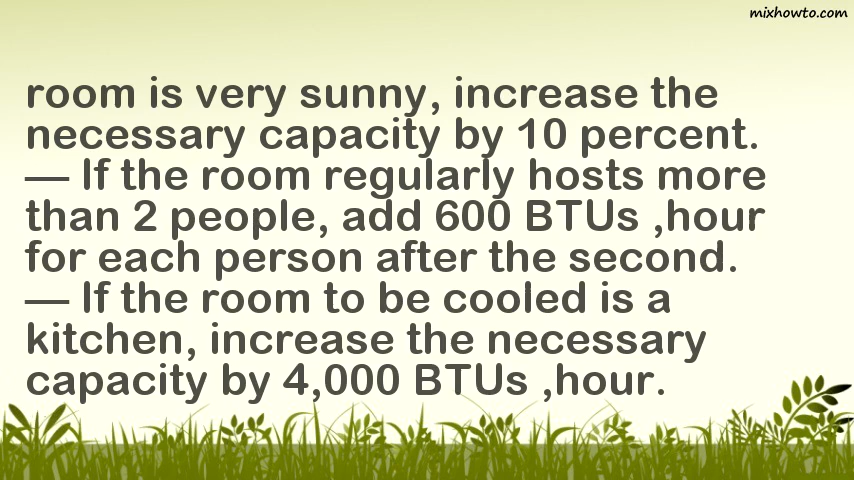 mixhowto.com
room is very sunny, increase the
necessary capacity by 10 percent.
— If the room regularly hosts more
than 2 people, add 600 BTUs ,hour
for each person after the second.
— If the room to be cooled is a
kitchen, increase the necessary
capacity by 4,000 BTUs ,hour.